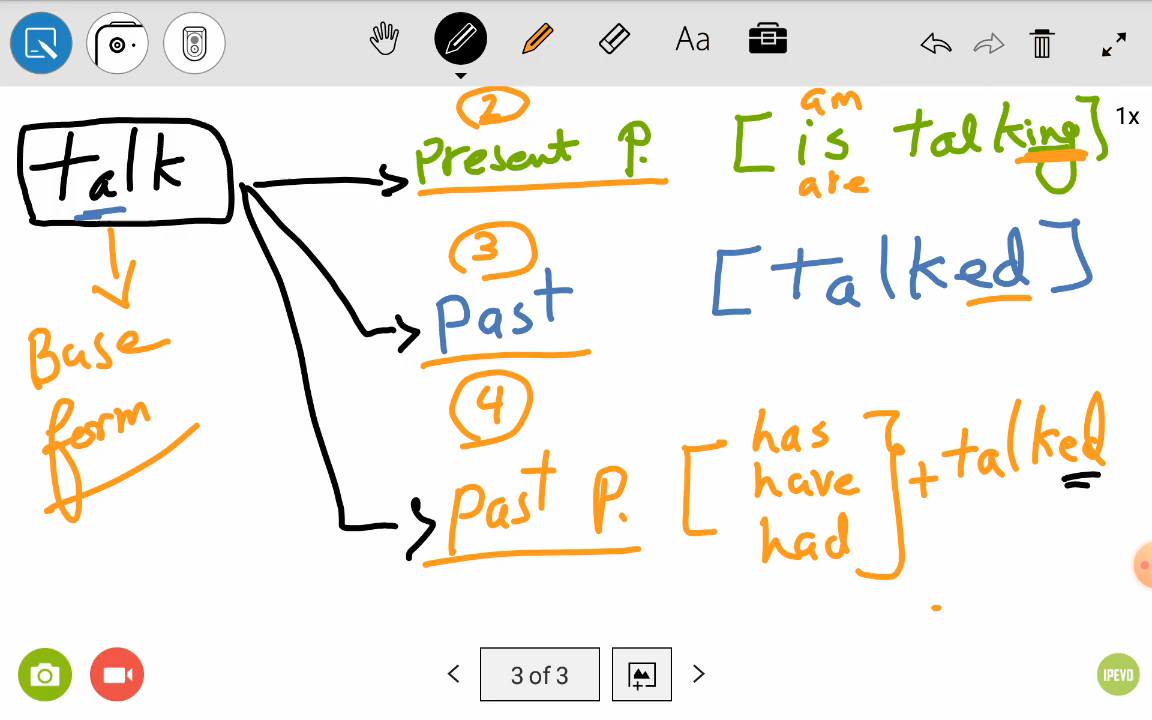 Aa
1x
talk
Base
form
2
Present P.
[ am
is talking ]
are
3
Past
[ talked ]
4
Past P.
[ has
have
had ] + talked
3 of 3
IPEVO